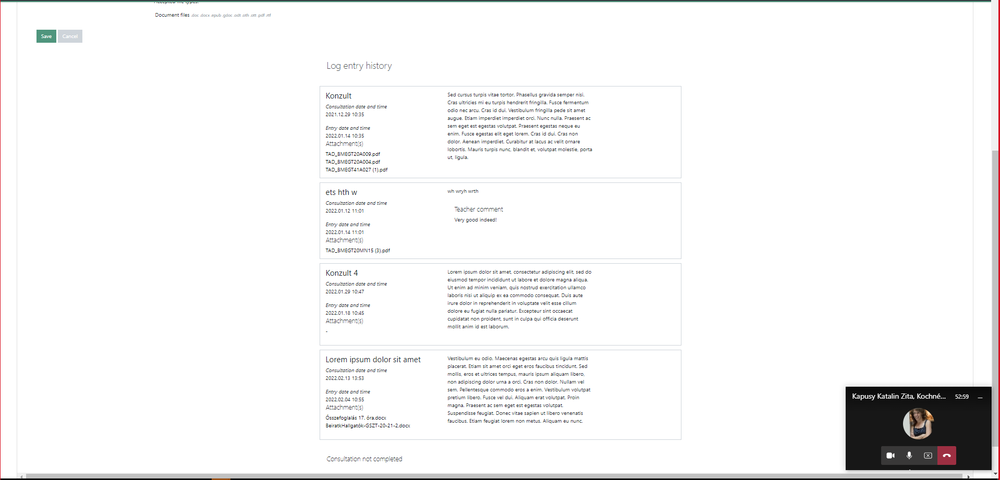 Accepted file types:
Document files .doc .docx .epub .gdoc .odt .oth .ott .pdf .rtf
Save Cancel
Log entry history
Konzult
Consultation date and time
2021.12.29 10:35
Entry date and time
2022.01.14 10:35
Attachment(s)
TAD_BMEGT20A009.pdf
TAD_BMEGT20A004.pdf
TAD_BMEGT41A027 (1).pdf
Sed cursus turpis vitae tortor. Phasellus gravida semper nisi.
Cras ultricies mi eu turpis hendrerit fringilla. Fusce fermentum
odio nec arcu. Cras id dui. Vestibulum fringilla pede sit amet
augue. Etiam imperdiet imperdiet orci. Nunc nulla. Praesent ac
sem eget est egestas volutpat. Praesent egestas neque eu
enim. Fusce egestas elit eget lorem. Cras id dui. Cras non
dolor. Aenean imperdiet. Curabitur at lacus ac velit ornare
lobortis. Mauris turpis nunc, blandit et, volutpat molestie, porta
ut, ligula.
ets hth w
Consultation date and time
2022.01.12 11:01
Entry date and time
2022.01.14 11:01
Attachment(s)
TAD_BMEGT20MN15 (3).pdf
wh wryh wrth
Teacher comment
Very good indeed!
Konzult 4
Consultation date and time
2022.01.29 10:47
Entry date and time
2022.01.18 10:45
Attachment(s)
-
Lorem ipsum dolor sit amet, consectetur adipiscing elit, sed do
eiusmod tempor incididunt ut labore et dolore magna aliqua.
Ut enim ad minim veniam, quis nostrud exercitation ullamco
laboris nisi ut aliquip ex ea commodo consequat. Duis aute
irure dolor in reprehenderit in voluptate velit esse cillum
dolore eu fugiat nulla pariatur. Excepteur sint occaecat
cupidatat non proident, sunt in culpa qui officia deserunt
mollit anim id est laborum.
Lorem ipsum dolor sit amet
Consultation date and time
2022.02.13 13:53
Entry date and time
2022.02.04 10:55
Attachment(s)
Összefoglalás 17. óra.docx
BeiratkHallgatók-GSZT-20-21-2.docx
Vestibulum eu odio. Maecenas egestas arcu quis ligula mattis
placerat. Etiam sit amet orci eget eros faucibus tincidunt. Sed
mollis, eros et ultrices tempus, mauris ipsum aliquam libero,
non adipiscing dolor urna a orci. Cras non dolor. Nullam vel
sem. Pellentesque commodo eros a enim. Vestibulum volutpat
pretium libero. Fusce vel dui. Aliquam erat volutpat. Proin
magna. Praesent ac sem eget est egestas volutpat.
Suspendisse feugiat. Donec vitae sapien ut libero venenatis
faucibus. Etiam feugiat lorem non metus. Aliquam eu nunc.
Consultation not completed
Kapusy Katalin Zita, Kochné... 52:59